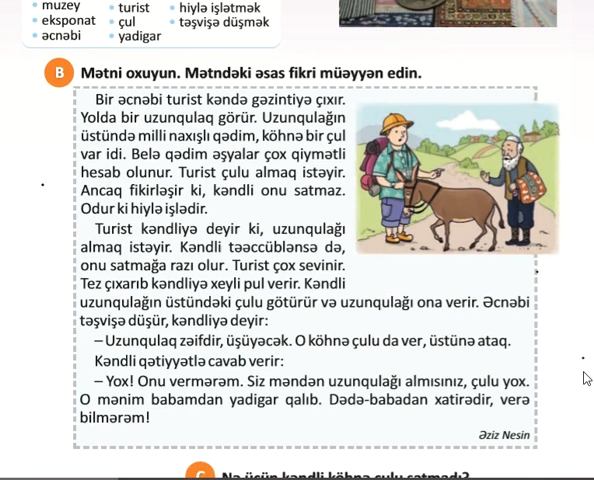 • muzey • turist • hiylə işlətmək
• eksponat • çul • təşvişə düşmək
• əcnəbi • yadigar
B Mətni oxuyun. Mətndəki əsas fikri müəyyən edin.
Bir əcnəbi turist kəndə gəzintiyə çıxır.
Yolda bir uzunqulaq görür. Uzunqulağın
üstündə milli naxışlı qədim, köhnə bir çul
var idi. Belə qədim əşyalar çox qiymətli
hesab olunur. Turist çulu almaq istəyir.
Ancaq fikirləşir ki, kəndli onu satmaz.
Odur ki hiylə işlədir.
Turist kəndliyə deyir ki, uzunqulağı
almaq istəyir. Kəndli təəccüblənsə də,
onu satmağa razı olur. Turist çox sevinir.
Tez çıxarıb kəndliyə xeyli pul verir. Kəndli
uzunqulağın üstündəki çulu götürür və uzunqulağı ona verir. Əcnəbi
təşvişə düşür, kəndliyə deyir:
– Uzunqulaq zəifdir, üşüyəcək. O köhnə çulu da ver, üstünə ataq.
Kəndli qətiyyətlə cavab verir:
– Yox! Onu vermərəm. Siz məndən uzunqulağı almısınız, çulu yox.
O mənim babamdan yadigar qalıb. Dədə-babadan xatirədir, verə
bilmərəm!
Əziz Nesin
C Nə üçün kəndli köhnə çulu satmadı?